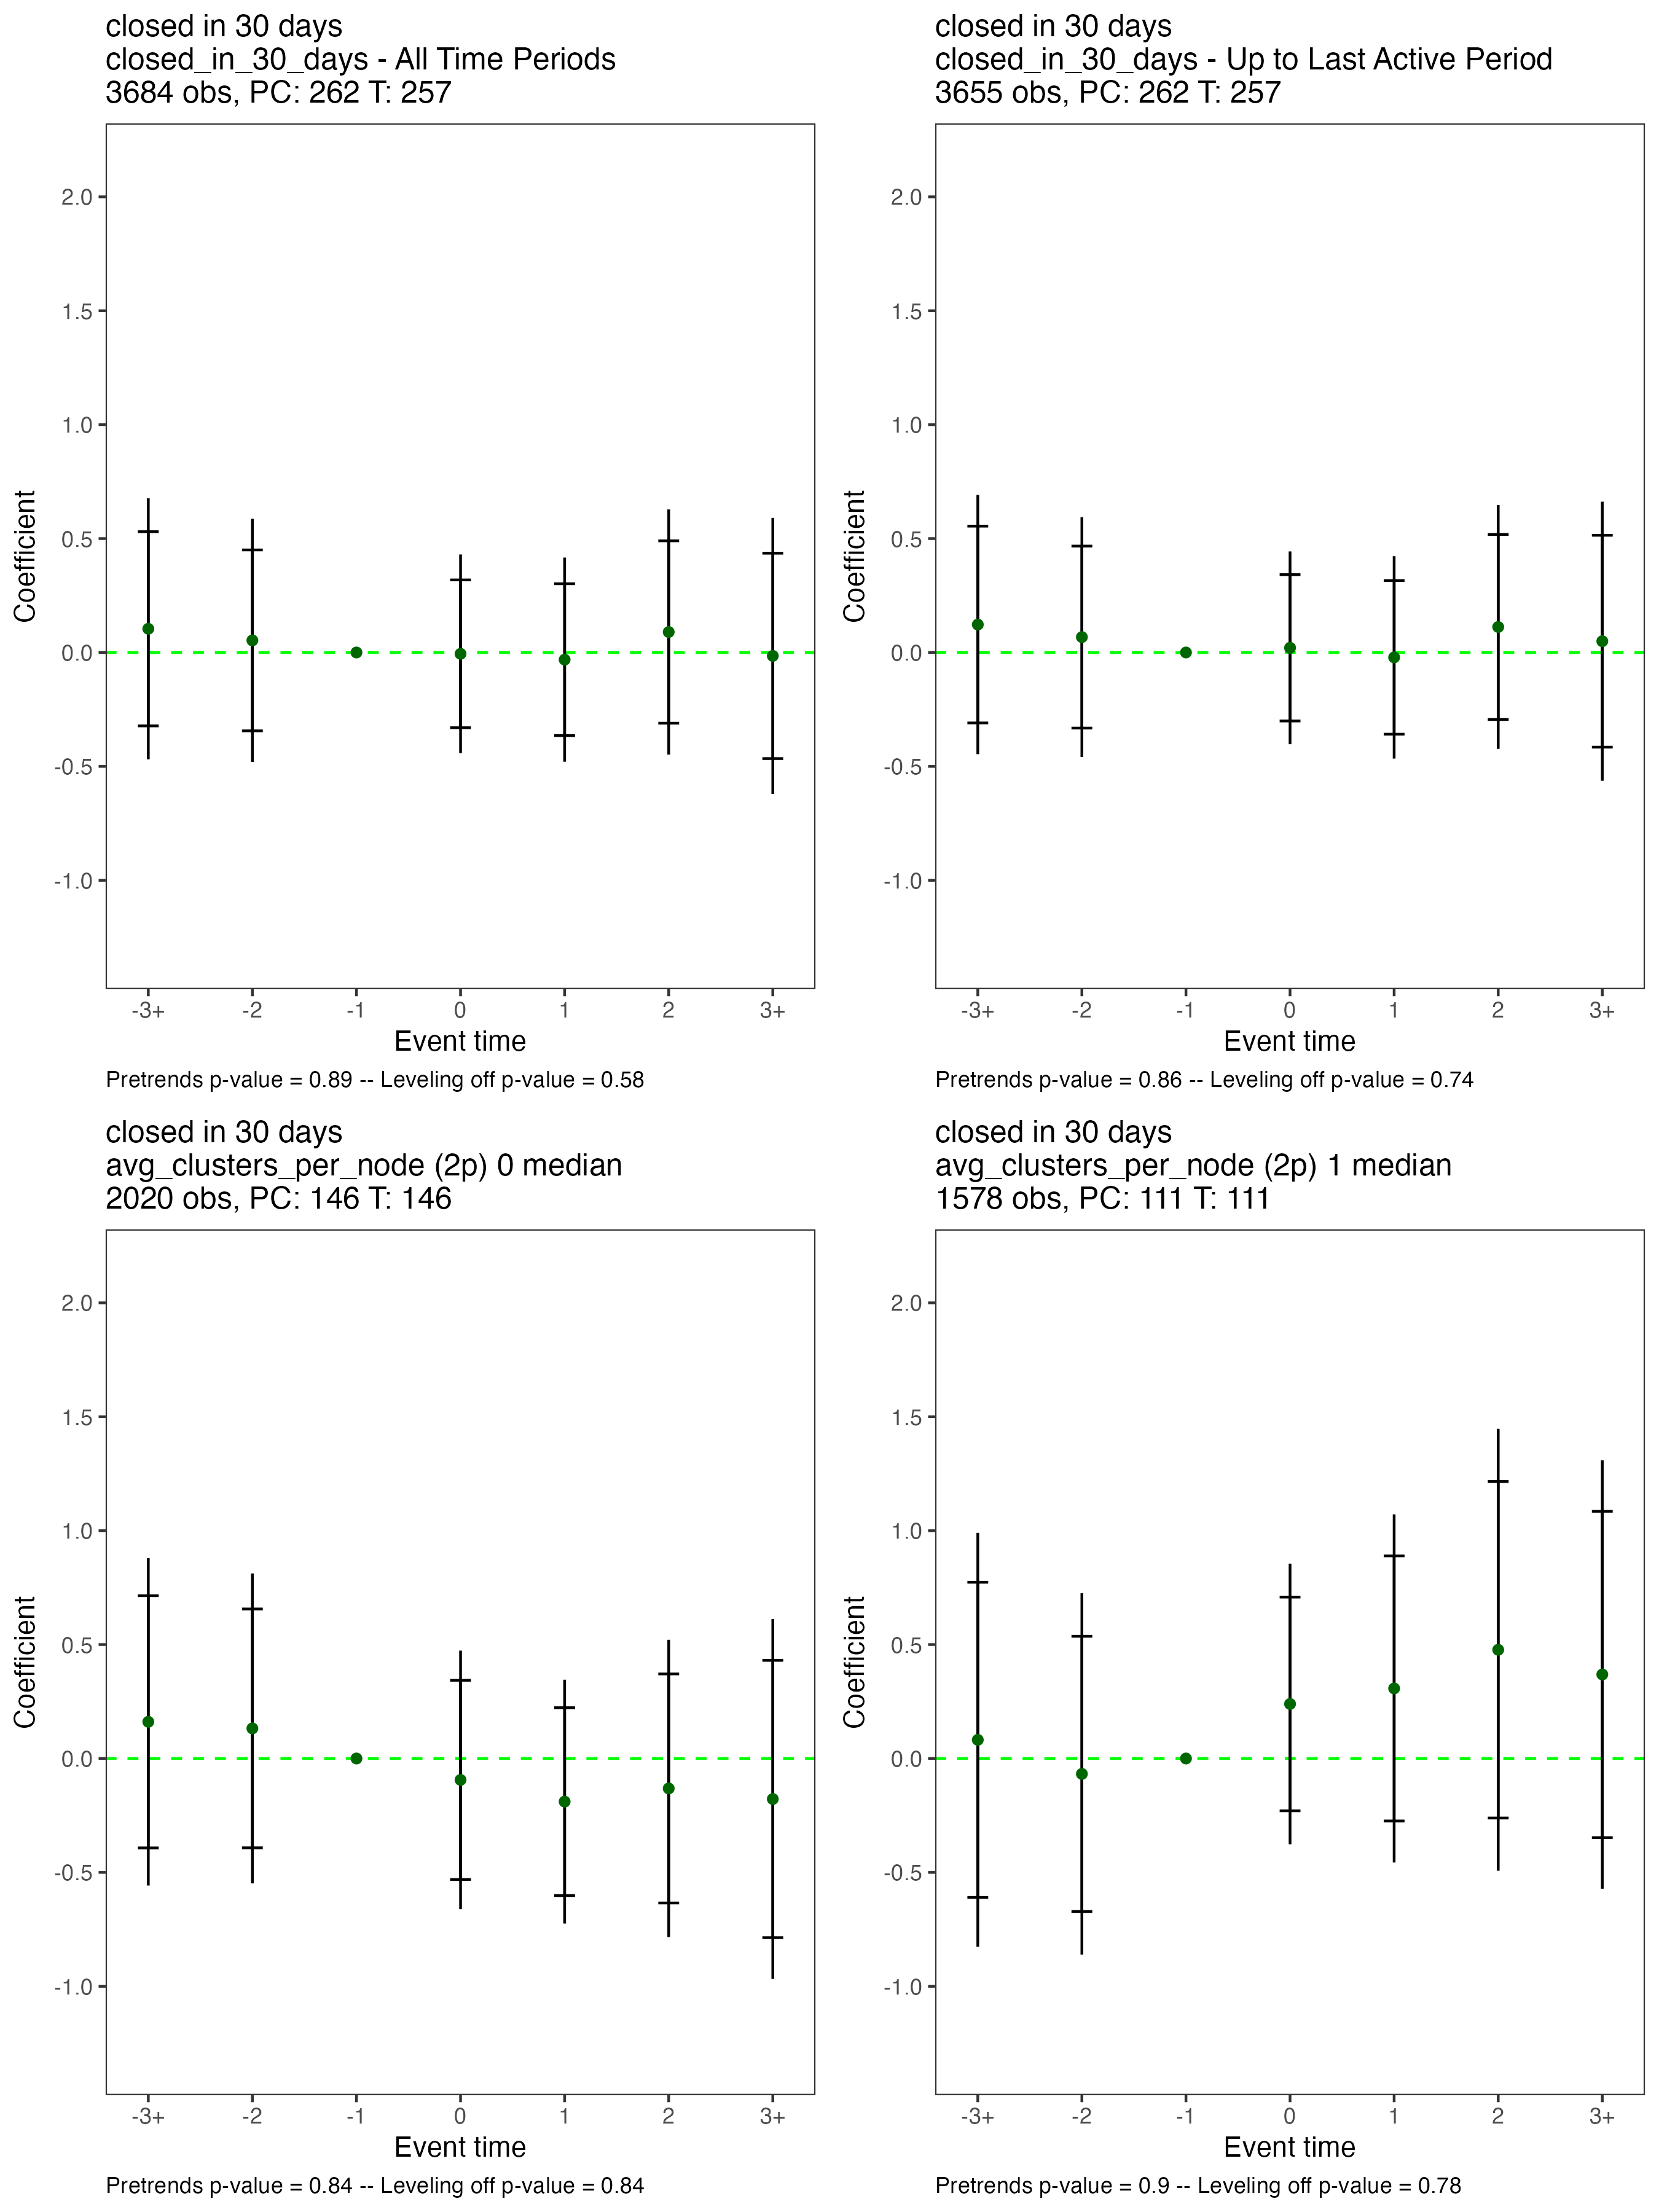 closed in 30 days
closed_in_30_days - All Time Periods
3684 obs, PC: 262 T: 257
Coefficient
2.0
1.5
1.0
0.5
0.0
-0.5
-1.0
-3+ -2 -1 0 1 2 3+
Event time
Pretrends p-value = 0.89 -- Leveling off p-value = 0.58
closed in 30 days
closed_in_30_days - Up to Last Active Period
3655 obs, PC: 262 T: 257
Coefficient
2.0
1.5
1.0
0.5
0.0
-0.5
-1.0
-3+ -2 -1 0 1 2 3+
Event time
Pretrends p-value = 0.86 -- Leveling off p-value = 0.74
closed in 30 days
avg_clusters_per_node (2p) 0 median
2020 obs, PC: 146 T: 146
Coefficient
2.0
1.5
1.0
0.5
0.0
-0.5
-1.0
-3+ -2 -1 0 1 2 3+
Event time
Pretrends p-value = 0.84 -- Leveling off p-value = 0.84
closed in 30 days
avg_clusters_per_node (2p) 1 median
1578 obs, PC: 111 T: 111
Coefficient
2.0
1.5
1.0
0.5
0.0
-0.5
-1.0
-3+ -2 -1 0 1 2 3+
Event time
Pretrends p-value = 0.9 -- Leveling off p-value = 0.78